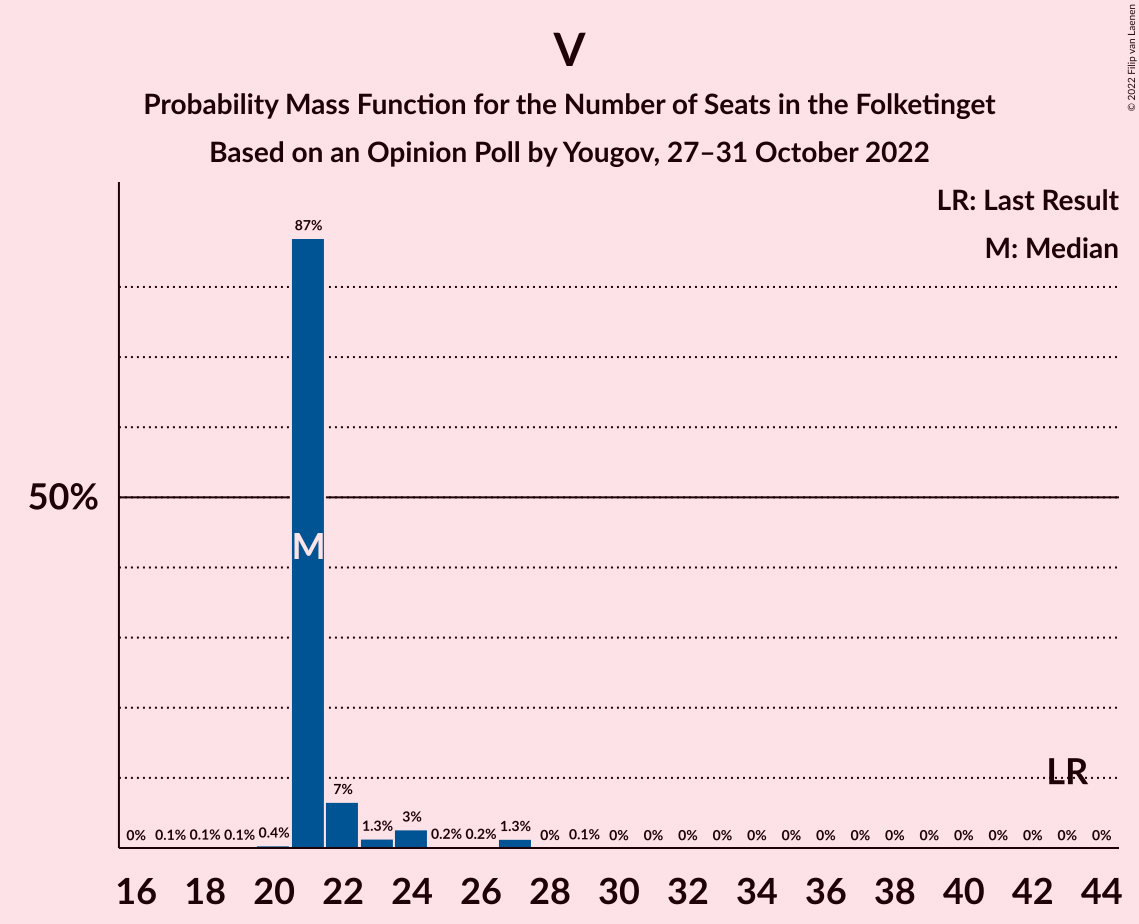 V
Probability Mass Function for the Number of Seats in the Folketinget
Based on an Opinion Poll by Yougov, 27–31 October 2022
© 2022 Filip van Laenen
LR: Last Result
M: Median
87%
50%
M
LR
7%
3%
0% 0.1% 0.1% 0.1% 0.4% 1.3% 0.2% 0.2% 1.3% 0% 0.1% 0% 0% 0% 0% 0% 0% 0% 0% 0% 0% 0% 0% 0% 0%
16 18 20 22 24 26 28 30 32 34 36 38 40 42 44